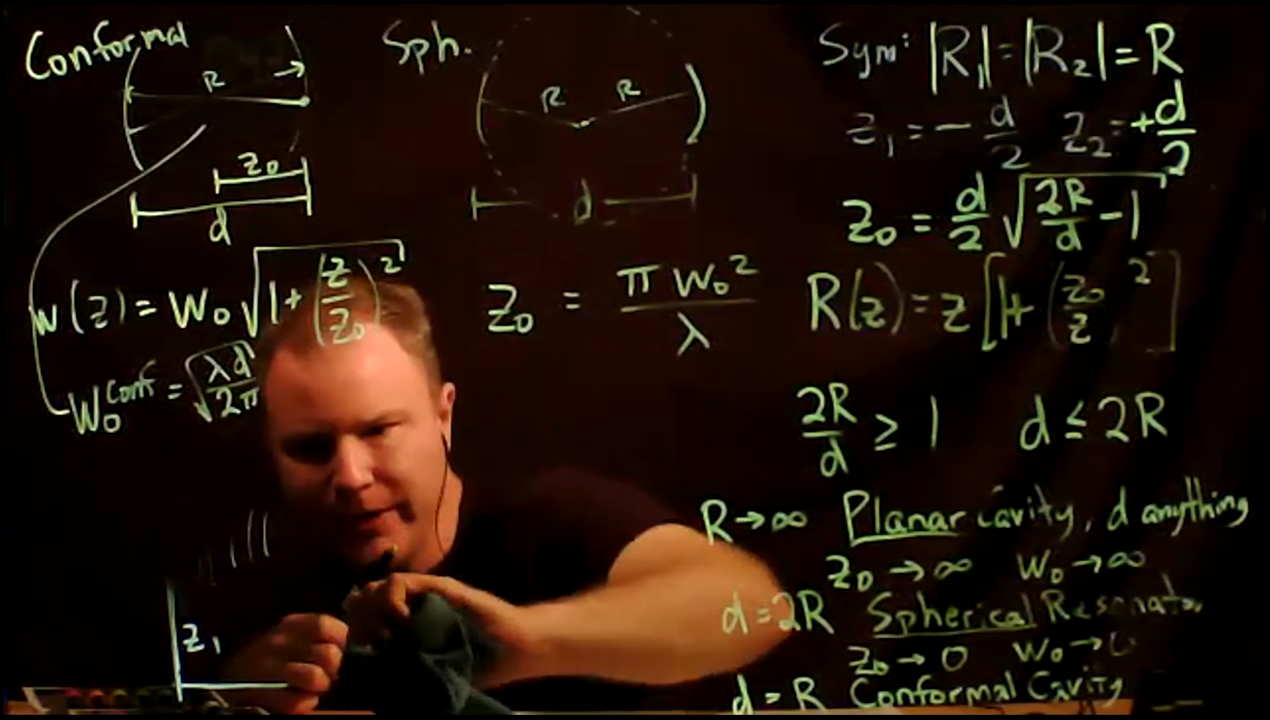 Conformal
R
Z₀
d
Sph.
R R
d
Sym: |R₁| = |R₂| = R
z₁ = -d/2 z₂ = +d/2
z₀ = d/2 √(2R/d - 1)
w(z) = W₀ √(1 + (z/z₀)²)
z₀ = πW₀²/λ
R(z) = z [1 + (z₀/z)²]
W₀^conf = √(λd/2π)
2R/d ≥ 1 d ≤ 2R
R → ∞ Planar cavity, d anything
z₀ → ∞ W₀ → ∞
d = 2R Spherical Resonator
z₀ → 0 W₀ → 0
d = R Conformal Cavity
z₁